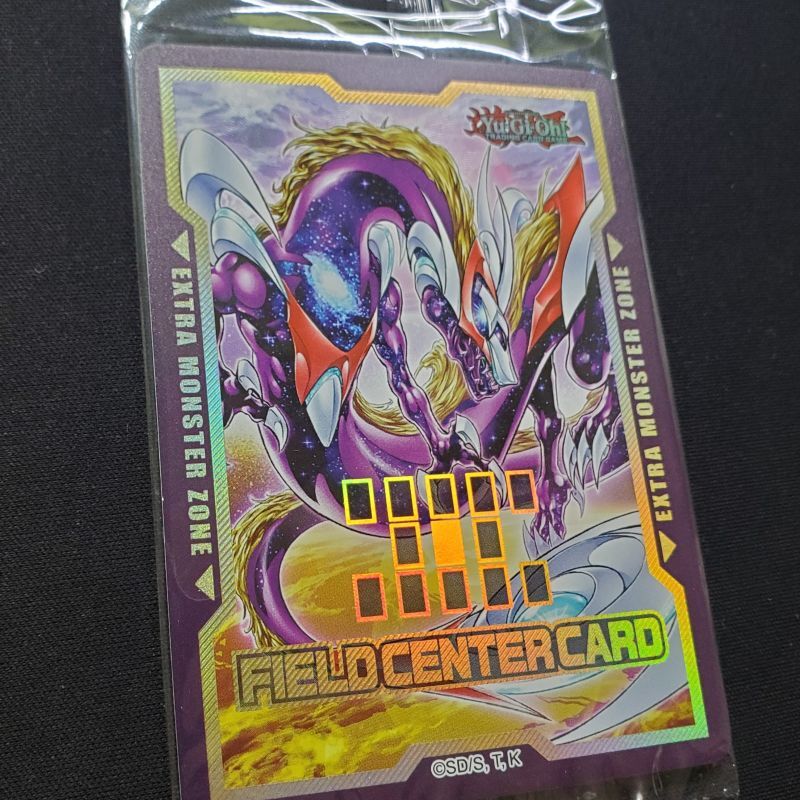 Yu-Gi-Oh!
TRADING CARD GAME
EXTRA MONSTER ZONE
EXTRA MONSTER ZONE
FIELD CENTER CARD
©SD/S, T, K